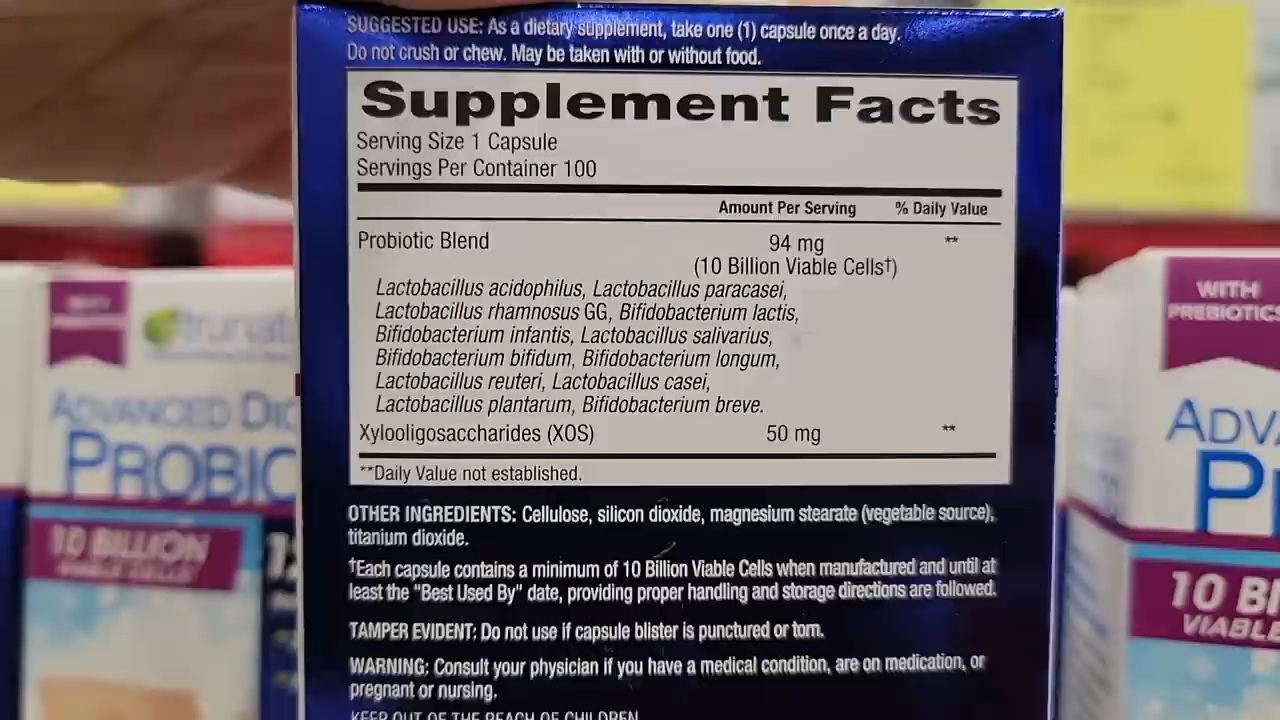 SUGGESTED USE: As a dietary supplement, take one (1) capsule once a day.
Do not crush or chew. May be taken with or without food.
Supplement Facts
Serving Size 1 Capsule
Servings Per Container 100
Amount Per Serving % Daily Value
Probiotic Blend 94 mg **
(10 Billion Viable Cells†)
Lactobacillus acidophilus, Lactobacillus paracasei,
Lactobacillus rhamnosus GG, Bifidobacterium lactis,
Bifidobacterium infantis, Lactobacillus salivarius,
Bifidobacterium bifidum, Bifidobacterium longum,
Lactobacillus reuteri, Lactobacillus casei,
Lactobacillus plantarum, Bifidobacterium breve.
Xylooligosaccharides (XOS) 50 mg **
**Daily Value not established.
OTHER INGREDIENTS: Cellulose, silicon dioxide, magnesium stearate (vegetable source),
titanium dioxide.
†Each capsule contains a minimum of 10 Billion Viable Cells when manufactured and until at
least the "Best Used By" date, providing proper handling and storage directions are followed.
TAMPER EVIDENT: Do not use if capsule blister is punctured or torn.
WARNING: Consult your physician if you have a medical condition, are on medication, or
pregnant or nursing.
KEEP OUT OF THE REACH OF CHILDREN
trunat
ADVANCED DIG
PROBIO
10 BILLION
VIABLE CELLS
WITH
PREBIOTICS
ADVA
P
10 BI
VIABLE